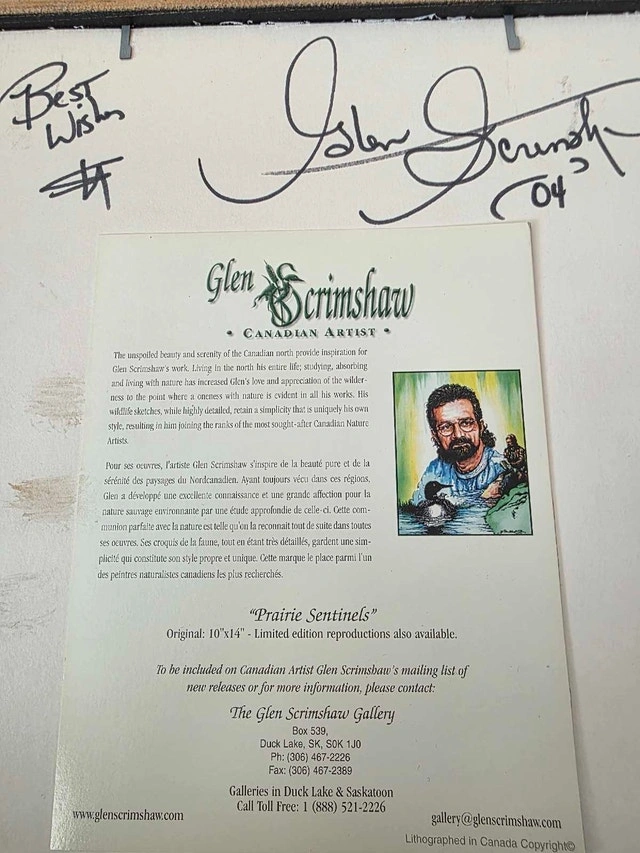 Best
Wishes
Glen Scrimshaw
'04
Glen Scrimshaw
• CANADIAN ARTIST •
The unspoiled beauty and serenity of the Canadian north provide inspiration for
Glen Scrimshaw's work. Living in the north his entire life; studying, absorbing
and living with nature has increased Glen's love and appreciation of the wilder-
ness to the point where a oneness with nature is evident in all his works. His
wildlife sketches, while highly detailed, retain a simplicity that is uniquely his own
style, resulting in him joining the ranks of the most sought-after Canadian Nature
Artists.
Pour ses oeuvres, l'artiste Glen Scrimshaw s'inspire de la beauté pure et de la
sérénité des paysages du Nordcanadien. Ayant toujours vécu dans ces régions,
Glen a développé une excellente connaissance et une grande affection pour la
nature sauvage environnante par une étude approfondie de celle-ci. Cette com-
munion parfaite avec la nature est telle qu'on la reconnait tout de suite dans toutes
ses oeuvres. Ses croquis de la faune, tout en étant très détaillés, gardent une sim-
plicité qui constitue son style propre et unique. Cette marque le place parmi l'un
des peintres naturalistes canadiens les plus recherchés.
"Prairie Sentinels"
Original: 10"x14" - Limited edition reproductions also available.
To be included on Canadian Artist Glen Scrimshaw's mailing list of
new releases or for more information, please contact:
The Glen Scrimshaw Gallery
Box 539,
Duck Lake, SK, S0K 1J0
Ph: (306) 467-2226
Fax: (306) 467-2389
Galleries in Duck Lake & Saskatoon
Call Toll Free: 1 (888) 521-2226
www.glenscrimshaw.com
gallery@glenscrimshaw.com
Lithographed in Canada Copyright©